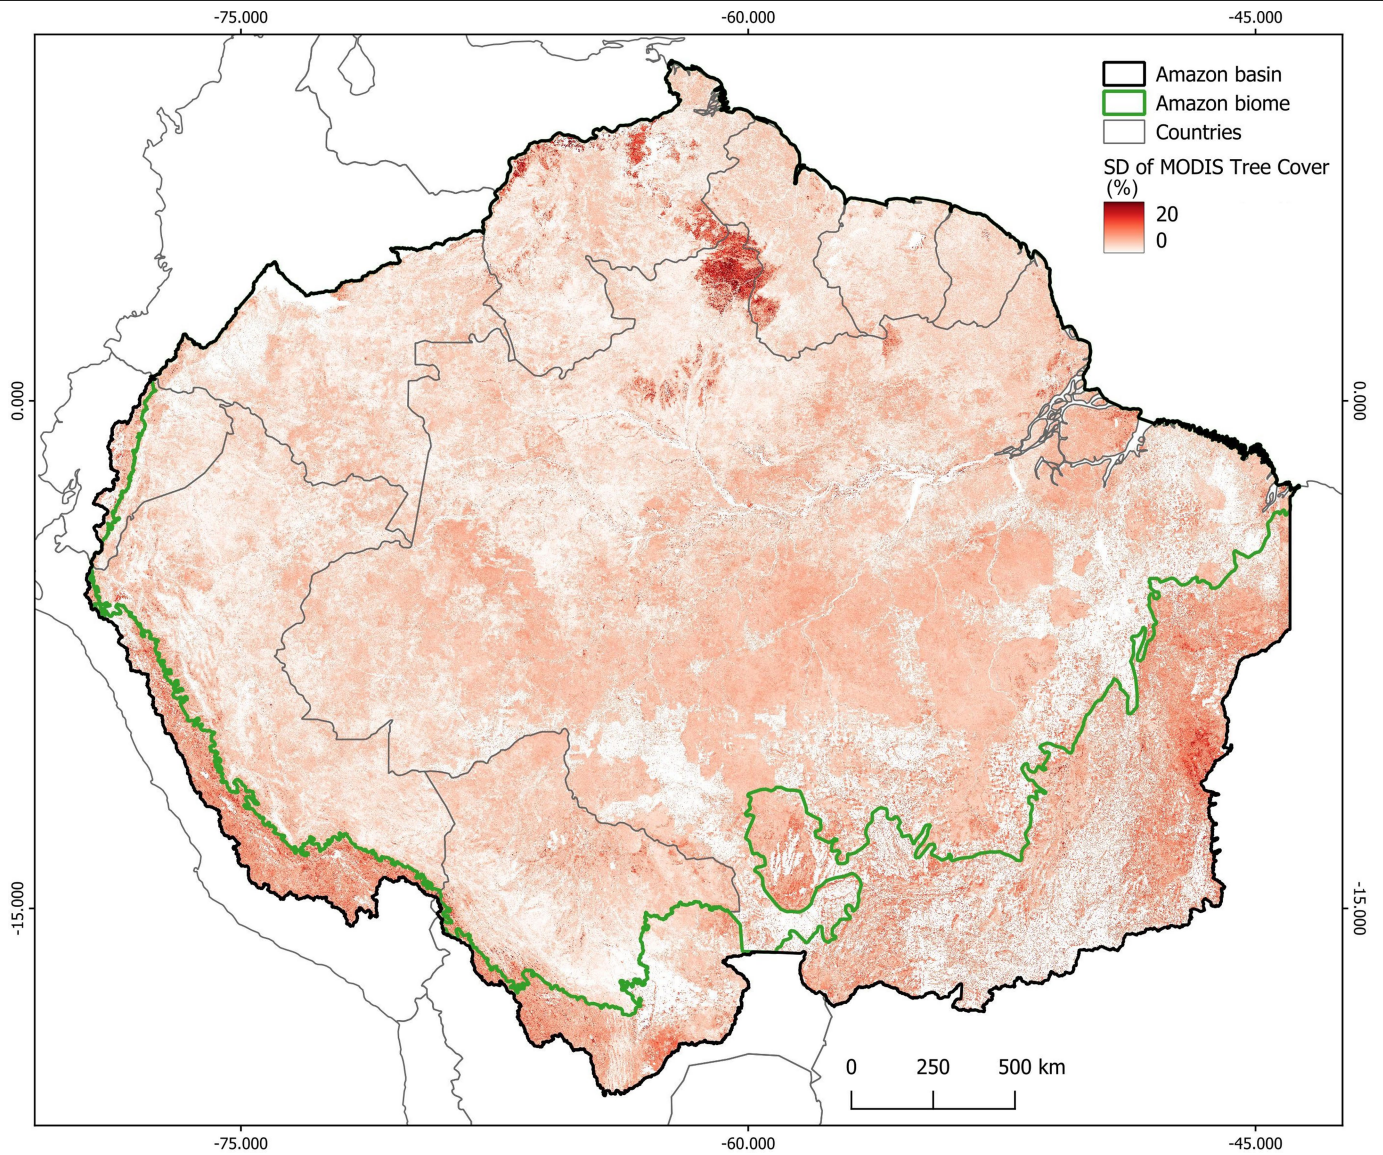 -75.000 -60.000 -45.000
Amazon basin
Amazon biome
Countries
SD of MODIS Tree Cover
(%)
20
0
0.000 0.000
-15.000 -15.000
0 250 500 km
-75.000 -60.000 -45.000